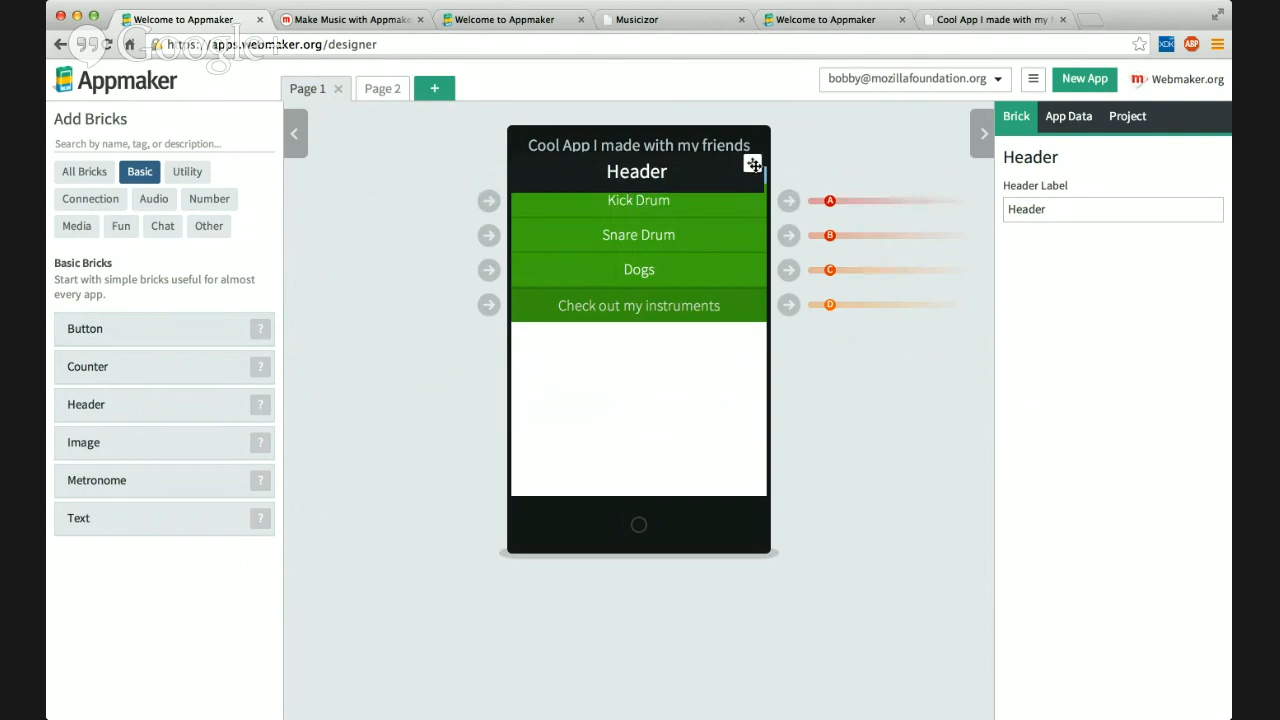 Welcome to Appmaker
Make Music with Appmake
Welcome to Appmaker
Musicizor
Welcome to Appmaker
Cool App I made with my f
Google+
https://apps.webmaker.org/designer
XDK
ABP
Appmaker
Page 1
Page 2
+
bobby@mozillafoundation.org
New App
Webmaker.org
Add Bricks
Search by name, tag, or description...
All Bricks
Basic
Utility
Connection
Audio
Number
Media
Fun
Chat
Other
Basic Bricks
Start with simple bricks useful for almost
every app.
Button ?
Counter ?
Header ?
Image ?
Metronome ?
Text ?
Cool App I made with my friends
Header
Kick Drum
Snare Drum
Dogs
Check out my instruments
A
B
C
D
Brick
App Data
Project
Header
Header Label
Header